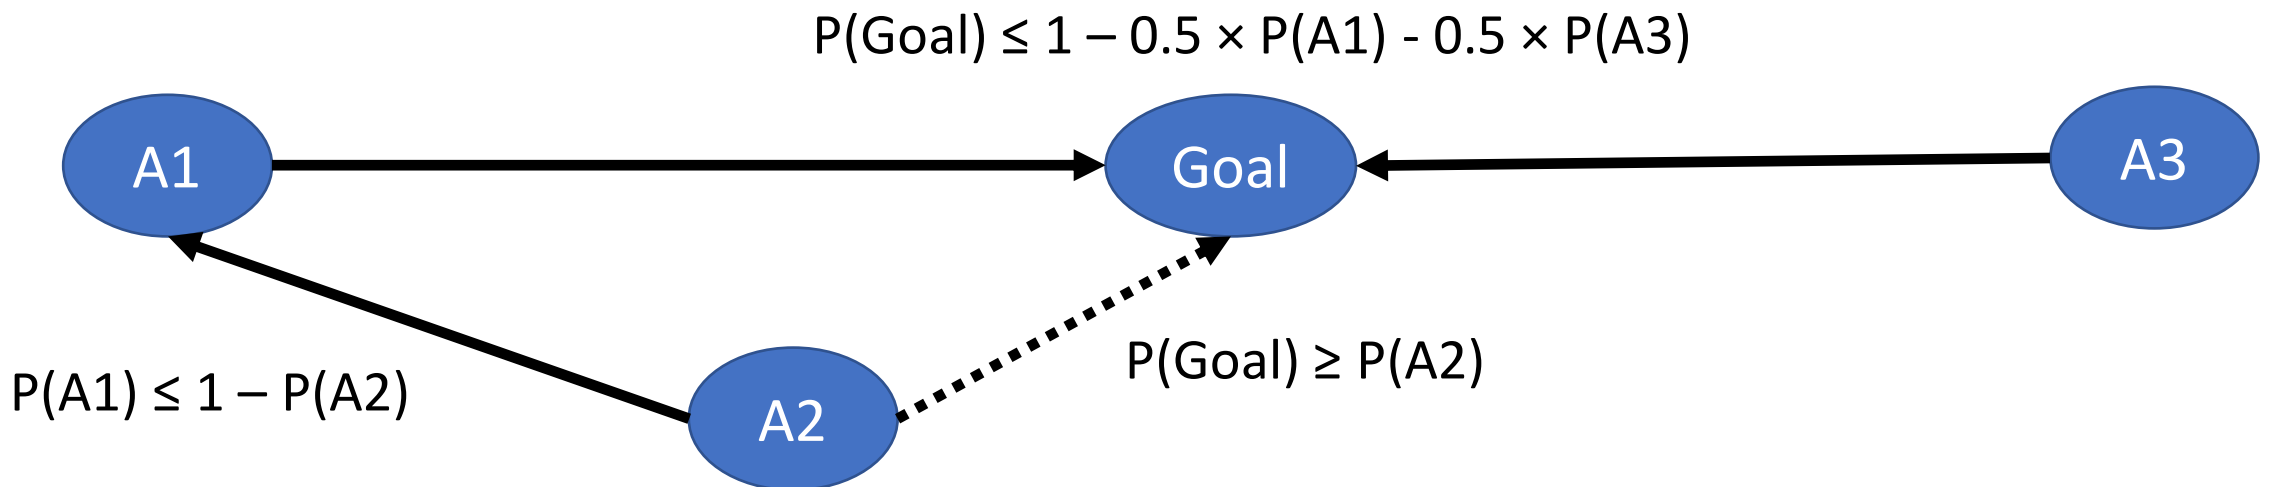 P(Goal) ≤ 1 – 0.5 × P(A1) - 0.5 × P(A3)
A1
Goal
A3
P(Goal) ≥ P(A2)
P(A1) ≤ 1 – P(A2)
A2